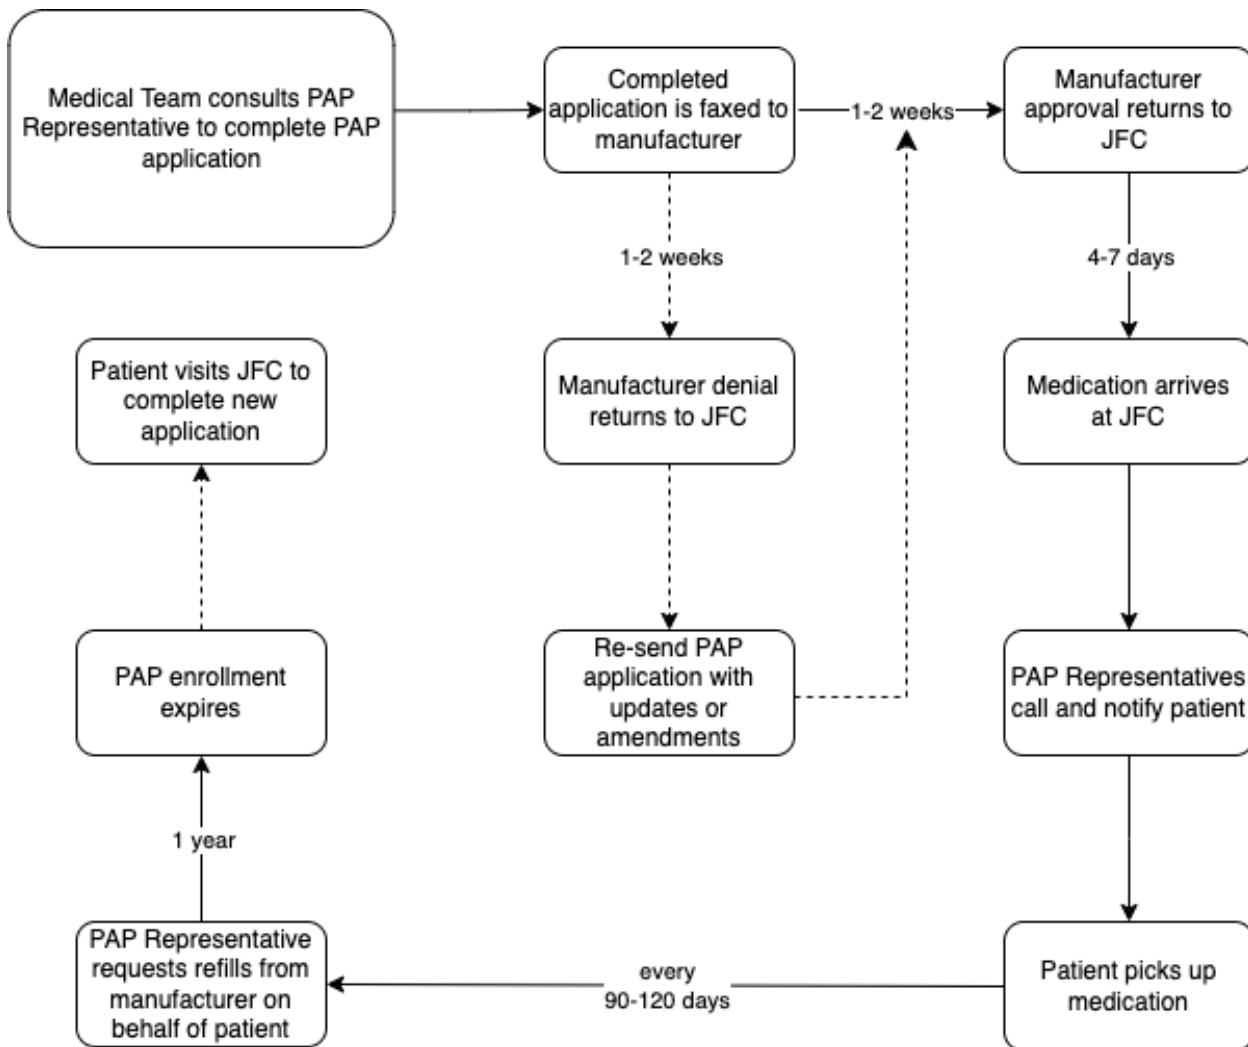 Medical Team consults PAP
Representative to complete PAP
application
Completed
application is faxed to
manufacturer
1-2 weeks
Manufacturer
approval returns to
JFC
1-2 weeks
4-7 days
Patient visits JFC to
complete new
application
Manufacturer denial
returns to JFC
Medication arrives
at JFC
PAP enrollment
expires
Re-send PAP
application with
updates or
amendments
PAP Representatives
call and notify patient
1 year
PAP Representative
requests refills from
manufacturer on
behalf of patient
every
90-120 days
Patient picks up
medication